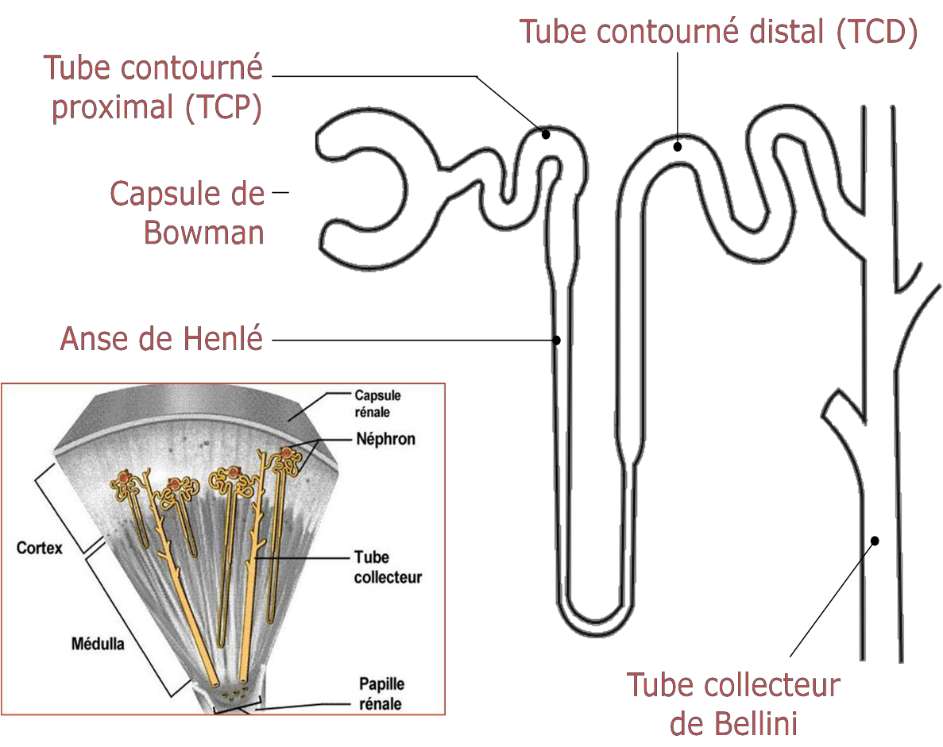 Tube contourné distal (TCD)
Tube contourné
proximal (TCP)
Capsule de
Bowman
Anse de Henlé
Capsule
rénale
Néphron
Cortex
Tube
collecteur
Médulla
Papille
rénale
Tube collecteur
de Bellini